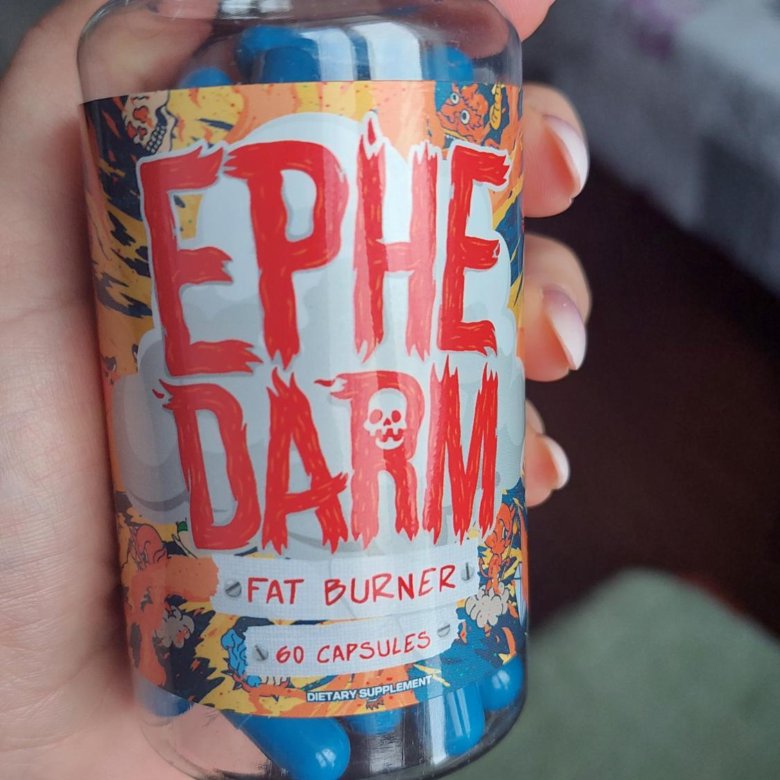 EPHE
DARM
FAT BURNER
60 CAPSULES
DIETARY SUPPLEMENT